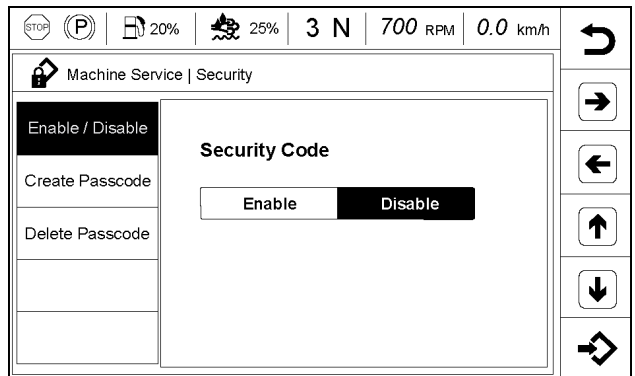 STOP P 20% 25% 3 N 700 RPM 0.0 km/h
Machine Service | Security
Enable / Disable
Create Passcode
Delete Passcode
Security Code
Enable Disable